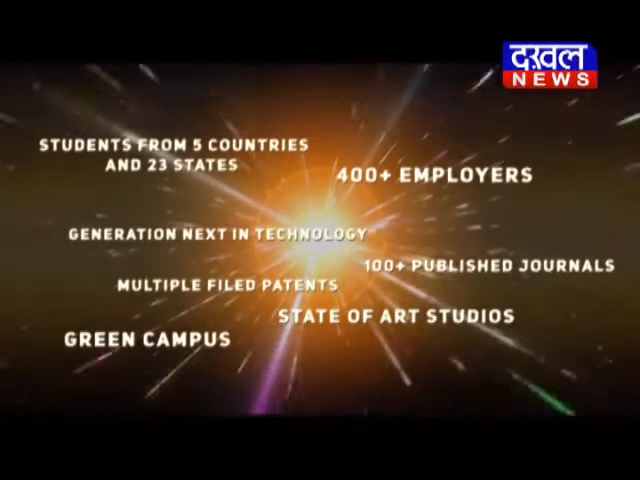 दख़ल
NEWS
STUDENTS FROM 5 COUNTRIES
AND 23 STATES
400+ EMPLOYERS
GENERATION NEXT IN TECHNOLOGY
100+ PUBLISHED JOURNALS
MULTIPLE FILED PATENTS
STATE OF ART STUDIOS
GREEN CAMPUS